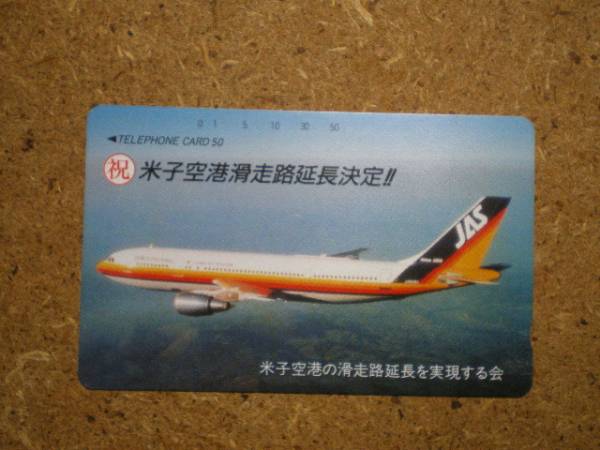 0 1 5 10 30 50
◀TELEPHONE CARD 50
祝 米子空港滑走路延長決定!!
JAS
米子空港の滑走路延長を実現する会